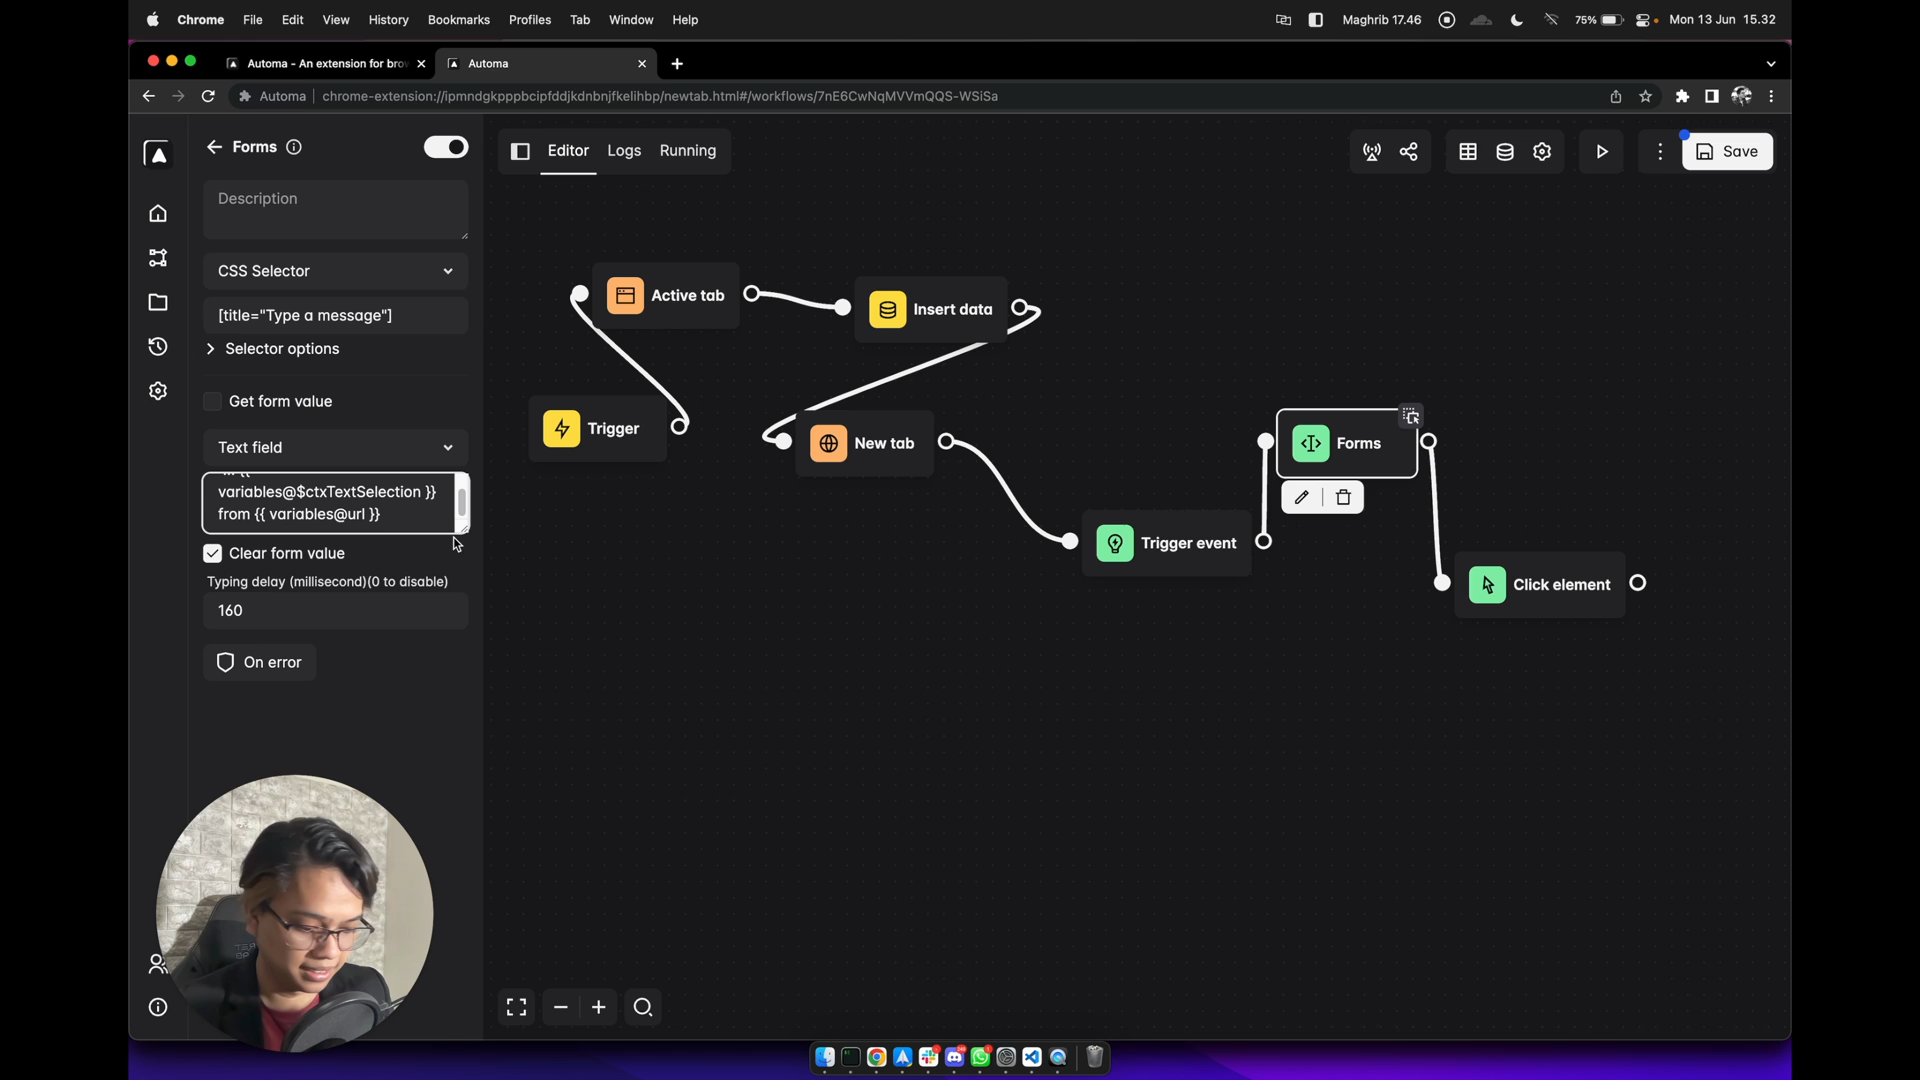 Chrome File Edit View History Bookmarks Profiles Tab Window Help
Maghrib 17.46 75% Mon 13 Jun 15.32
Automa - An extension for brow
Automa
Automa chrome-extension://ipmndgkpppbcipfddjkdnbnjfkelihbp/newtab.html#/workflows/7nE6CwNqMVVmQQS-WSiSa
Forms
Editor Logs Running
Save
Description
CSS Selector
[title="Type a message"]
Selector options
Get form value
Text field
variables@$ctxTextSelection }}
from {{ variables@url }}
Clear form value
Typing delay (millisecond)(0 to disable)
160
On error
Active tab
Insert data
Trigger
New tab
Forms
Trigger event
Click element